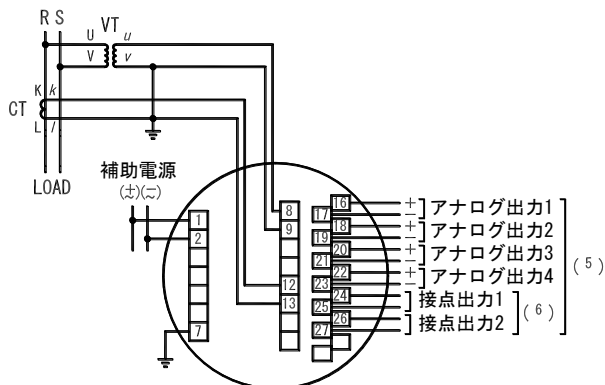 R S
VT
U u
V v
K k
CT
L l
LOAD
補助電源
(±)(~)
1
2
7
8
9
12
13
16
17
18
19
20
21
22
23
24
25
26
27
+
− アナログ出力1
+
− アナログ出力2
+
− アナログ出力3
+
− アナログ出力4
接点出力1
接点出力2
(5)
(6)